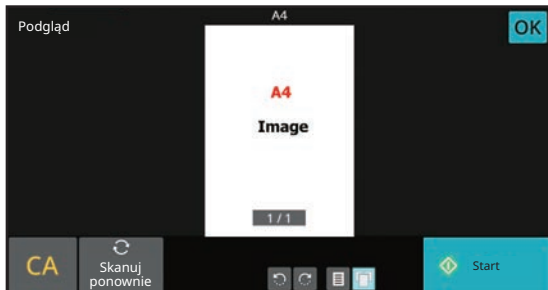 A4
Podgląd
OK
A4
Image
1/1
CA
Skanuj
ponownie
Start